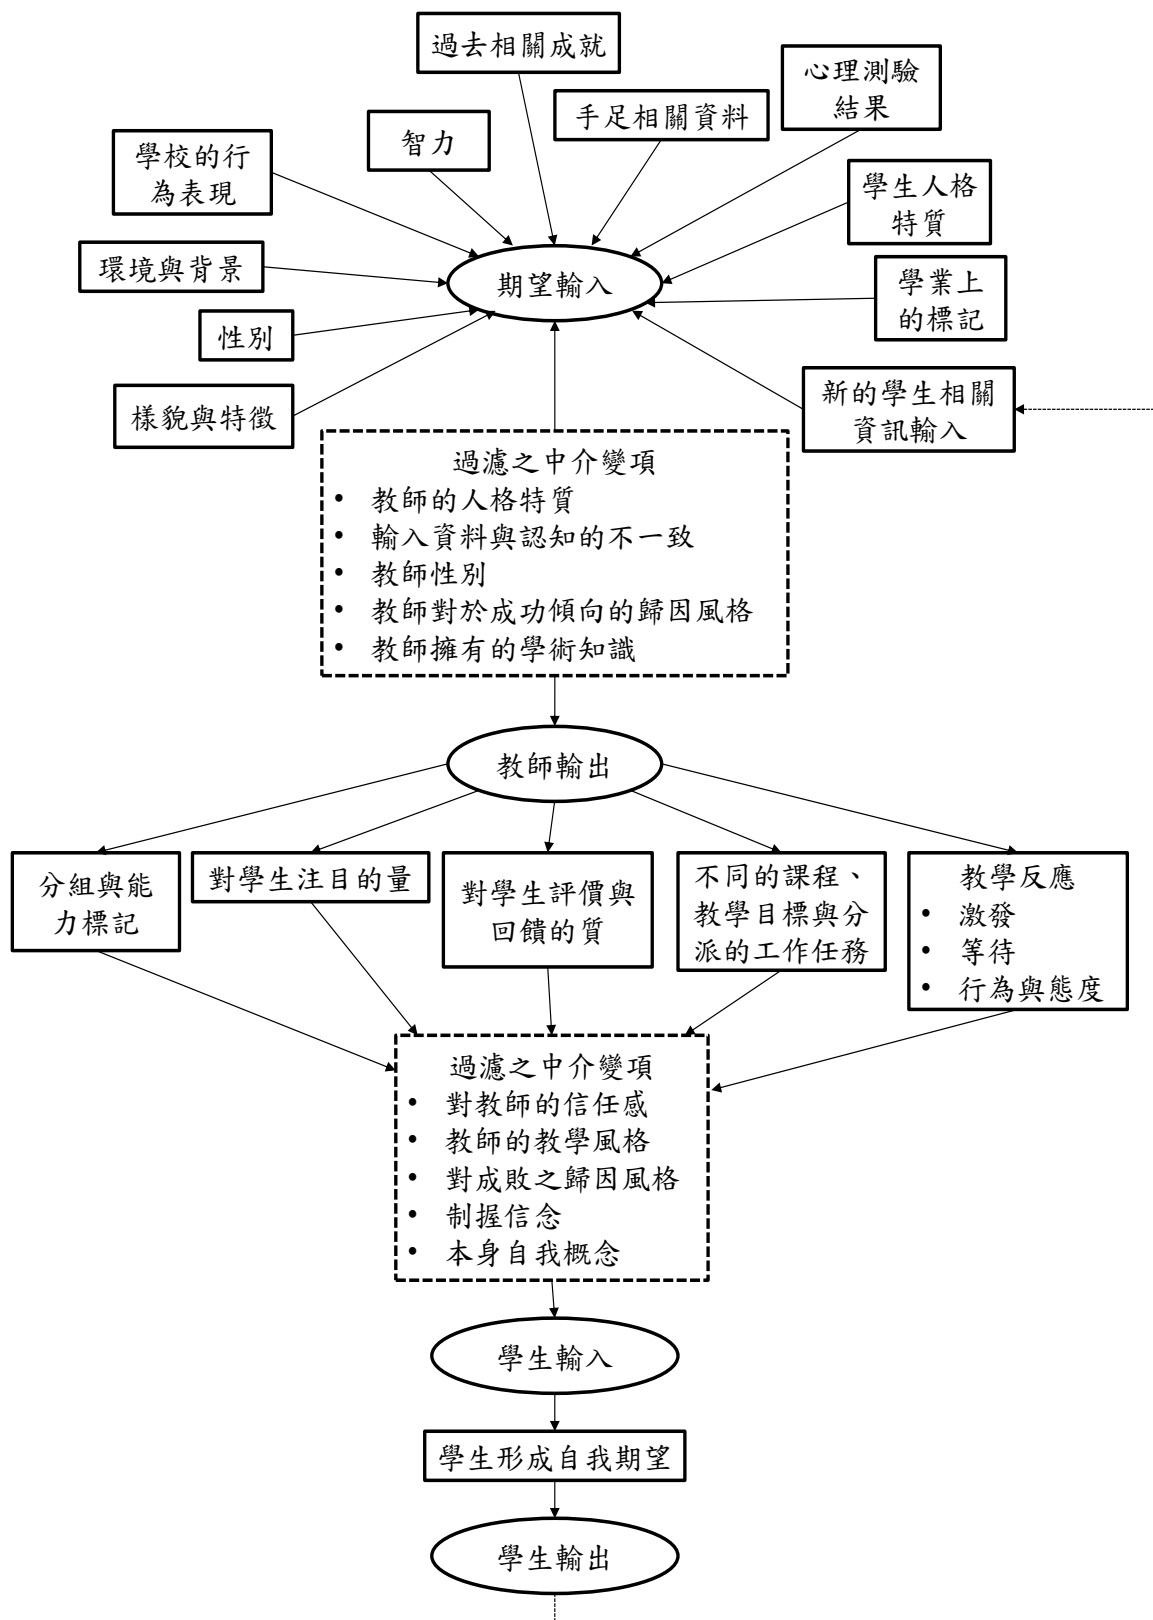 過去相關成就
心理測驗
結果
手足相關資料
智力
學校的行
為表現
學生人格
特質
環境與背景
期望輸入
學業上
的標記
性別
樣貌與特徵
新的學生相關
資訊輸入
過濾之中介變項
• 教師的人格特質
• 輸入資料與認知的不一致
• 教師性別
• 教師對於成功傾向的歸因風格
• 教師擁有的學術知識
教師輸出
分組與能
力標記
對學生注目的量
對學生評價與
回饋的質
不同的課程、
教學目標與分
派的工作任務
教學反應
• 激發
• 等待
• 行為與態度
過濾之中介變項
• 對教師的信任感
• 教師的教學風格
• 對成敗之歸因風格
• 制握信念
• 本身自我概念
學生輸入
學生形成自我期望
學生輸出